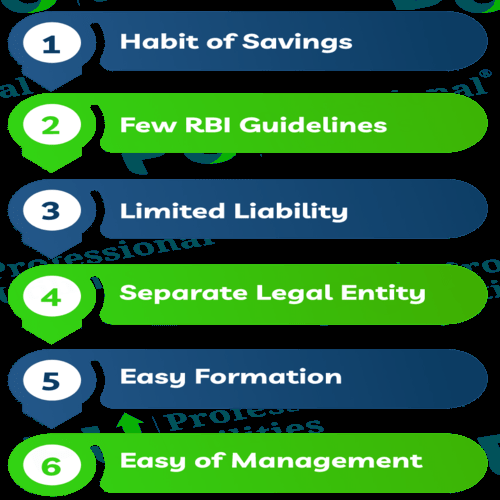 1 Habit of Savings
2 Few RBI Guidelines
3 Limited Liability
Professional
4 Separate Legal Entity
5 Easy Formation
6 Easy of Management